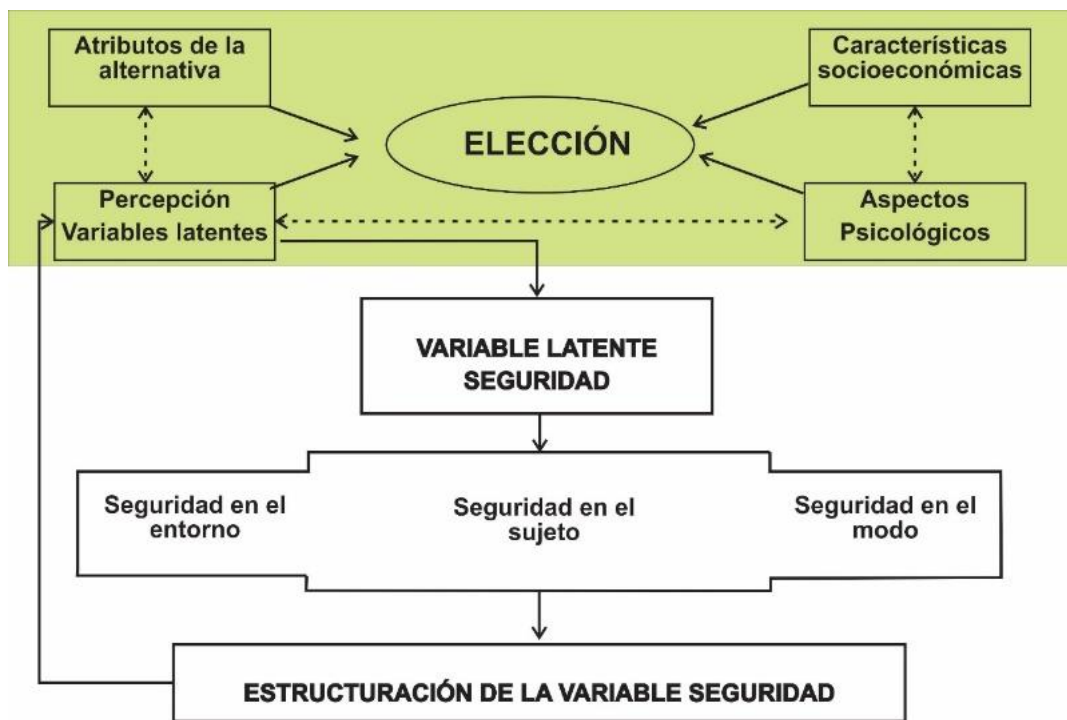 Atributos de la
alternativa
Características
socioeconómicas
ELECCIÓN
Percepción
Variables latentes
Aspectos
Psicológicos
VARIABLE LATENTE
SEGURIDAD
Seguridad en el
entorno
Seguridad en el
sujeto
Seguridad en el
modo
ESTRUCTURACIÓN DE LA VARIABLE SEGURIDAD